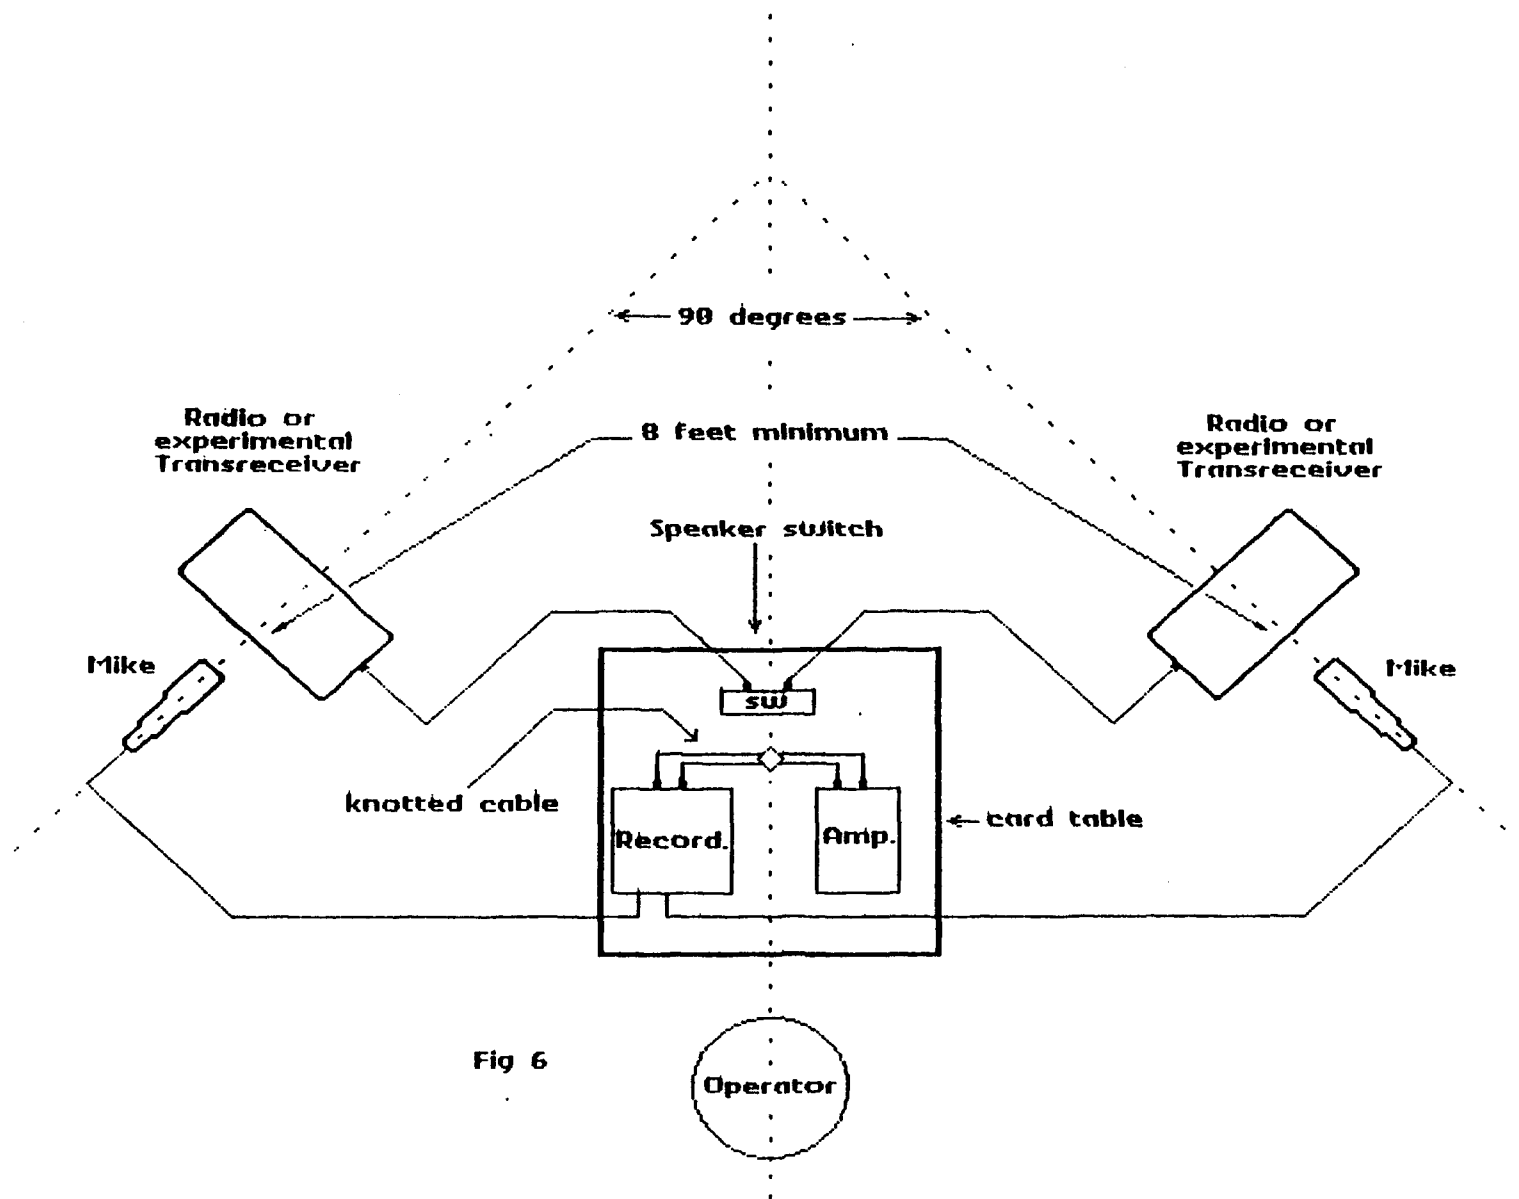 90 degrees
Radio or
experimental
Transreceiver
8 feet minimum
Radio or
experimental
Transreceiver
Speaker switch
Mike
Mike
sw
knotted cable
Record.
Amp.
card table
Fig 6
Operator